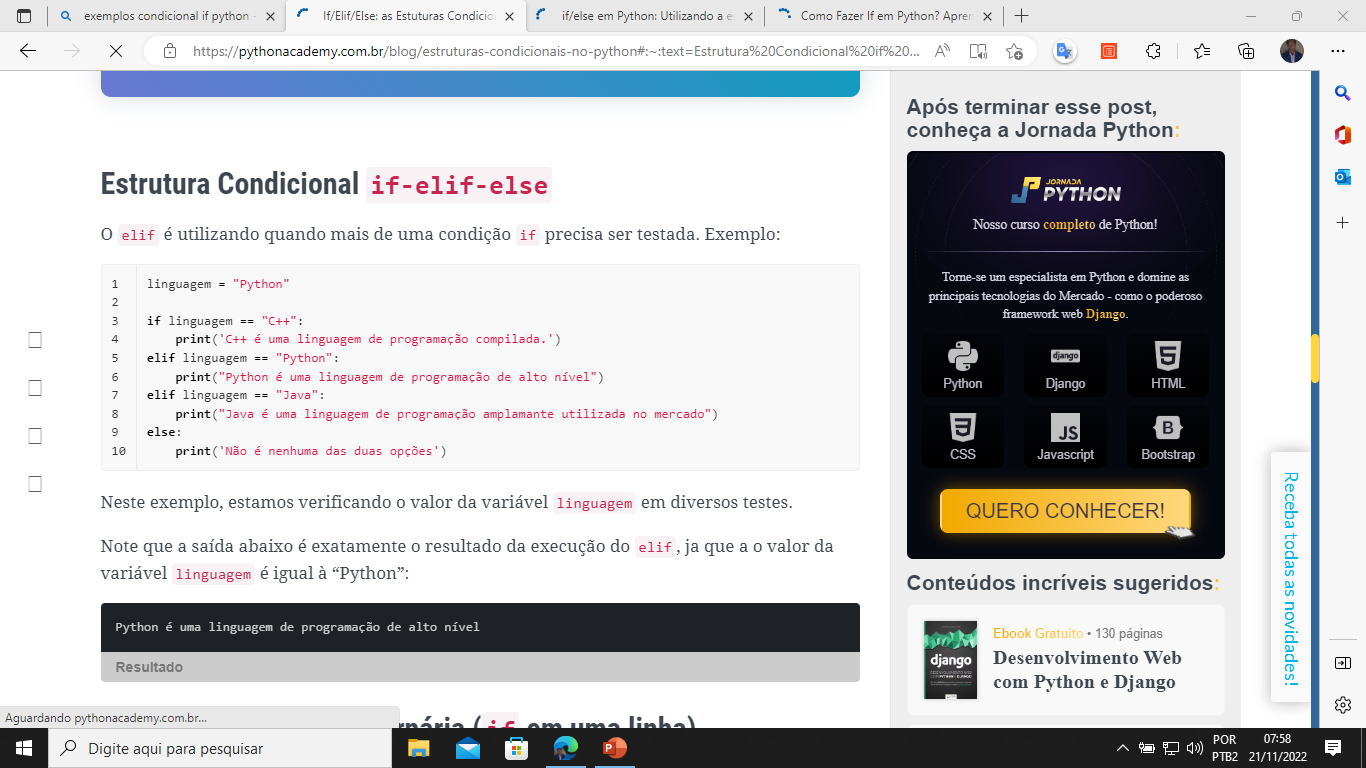 exemplos condicional if python -
If/Elif/Else: as Estuturas Condicio
if/else em Python: Utilizando a es
Como Fazer If em Python? Apren
https://pythonacademy.com.br/blog/estruturas-condicionais-no-python#:~:text=Estrutura%20Condicional%20if%20...
Estrutura Condicional if-elif-else
O elif é utilizando quando mais de uma condição if precisa ser testada. Exemplo:
1 linguagem = "Python"
2
3 if linguagem == "C++":
4 print('C++ é uma linguagem de programação compilada.')
5 elif linguagem == "Python":
6 print("Python é uma linguagem de programação de alto nível")
7 elif linguagem == "Java":
8 print("Java é uma linguagem de programação amplamante utilizada no mercado")
9 else:
10 print('Não é nenhuma das duas opções')
Neste exemplo, estamos verificando o valor da variável linguagem em diversos testes.
Note que a saída abaixo é exatamente o resultado da execução do elif, ja que a o valor da
variável linguagem é igual à “Python”:
Python é uma linguagem de programação de alto nível
Resultado
(if em uma linha)
Após terminar esse post,
conheça a Jornada Python:
JORNADA
PYTHON
Nosso curso completo de Python!
Torne-se um especialista em Python e domine as
principais tecnologias do Mercado - como o poderoso
framework web Django.
Python
django
Django
HTML
CSS
JS
Javascript
B
Bootstrap
QUERO CONHECER!
Conteúdos incríveis sugeridos:
django
Ebook Gratuito • 130 páginas
Desenvolvimento Web
com Python e Django
Receba todas as novidades!
Aguardando pythonacademy.com.br...
Digite aqui para pesquisar
POR
PTB2
07:58
21/11/2022